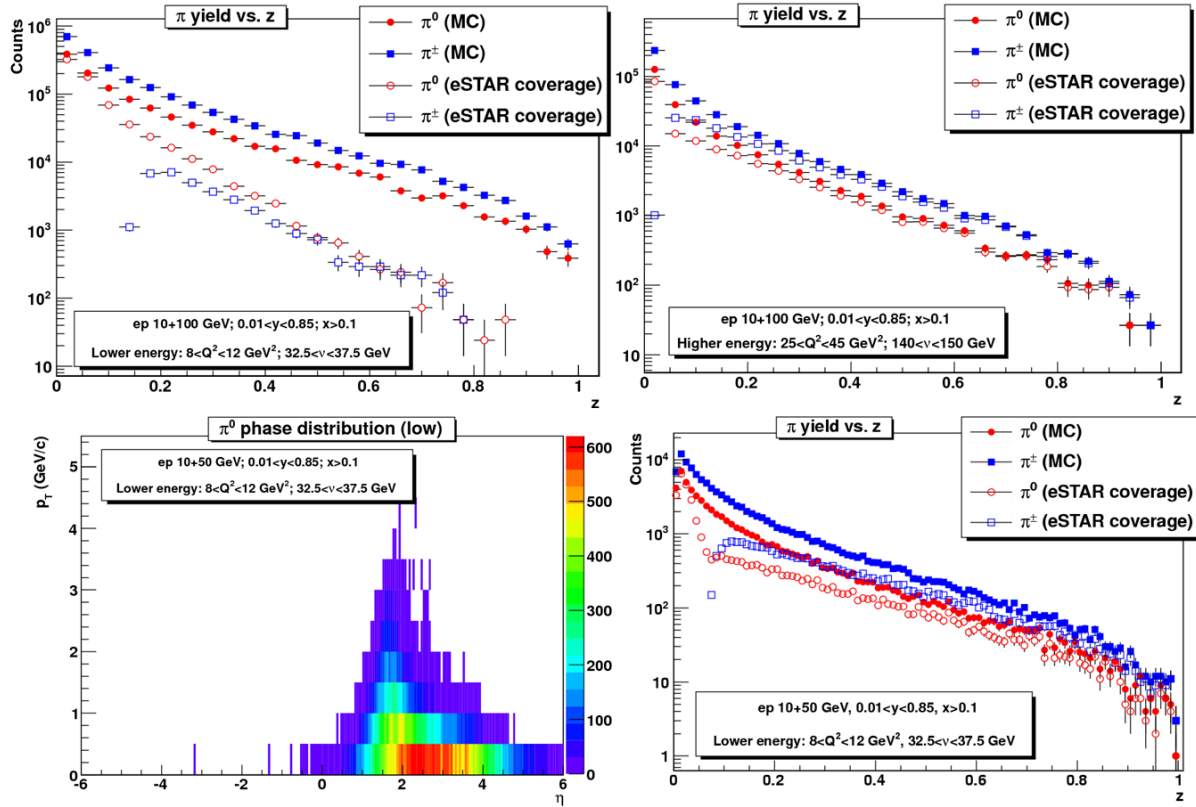 π yield vs. z
Counts
10⁶
10⁵
10⁴
10³
10²
10
π⁰ (MC)
π± (MC)
π⁰ (eSTAR coverage)
π± (eSTAR coverage)
ep 10+100 GeV; 0.01<y<0.85; x>0.1
Lower energy: 8<Q²<12 GeV²; 32.5<ν<37.5 GeV
0 0.2 0.4 0.6 0.8 1
z
π yield vs. z
Counts
10⁵
10⁴
10³
10²
10
π⁰ (MC)
π± (MC)
π⁰ (eSTAR coverage)
π± (eSTAR coverage)
ep 10+100 GeV; 0.01<y<0.85; x>0.1
Higher energy: 25<Q²<45 GeV²; 140<ν<150 GeV
0 0.2 0.4 0.6 0.8 1
z
π⁰ phase distribution (low)
p_T (GeV/c)
5
4
3
2
1
0
ep 10+50 GeV; 0.01<y<0.85; x>0.1
Lower energy: 8<Q²<12 GeV²; 32.5<ν<37.5 GeV
600
500
400
300
200
100
0
-6 -4 -2 0 2 4 6
η
π yield vs. z
Counts
10⁴
10³
10²
10
1
π⁰ (MC)
π± (MC)
π⁰ (eSTAR coverage)
π± (eSTAR coverage)
ep 10+50 GeV, 0.01<y<0.85, x>0.1
Lower energy: 8<Q²<12 GeV², 32.5<ν<37.5 GeV
0 0.2 0.4 0.6 0.8 1
z